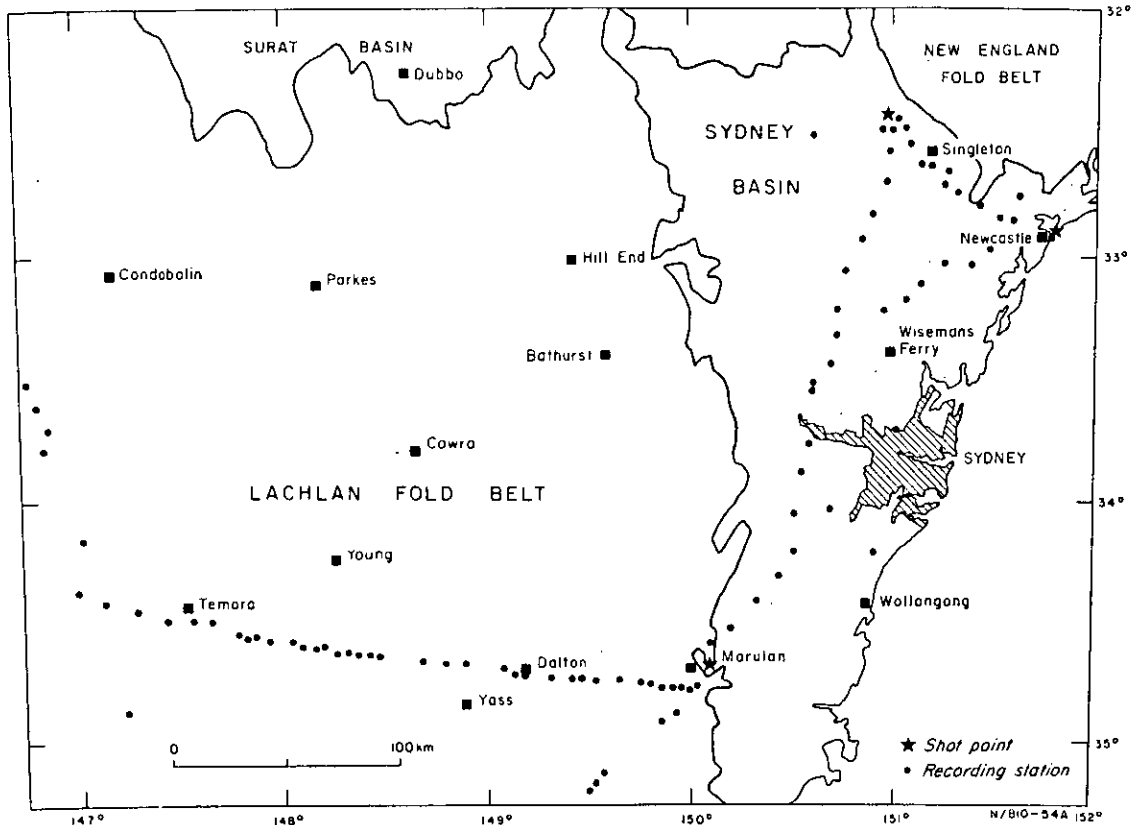 32°
SURAT BASIN
NEW ENGLAND
FOLD BELT
Dubbo
SYDNEY
BASIN
Singleton
Newcastle
33°
Hill End
Condobolin
Parkes
Wisemans
Ferry
Bathurst
Cowra
SYDNEY
LACHLAN FOLD BELT
34°
Young
Temora
Wollongong
Marulan
Dalton
Yass
0 100 km
Shot point
35°
Recording station
147° 148° 149° 150° 151° N/B10-54A 152°